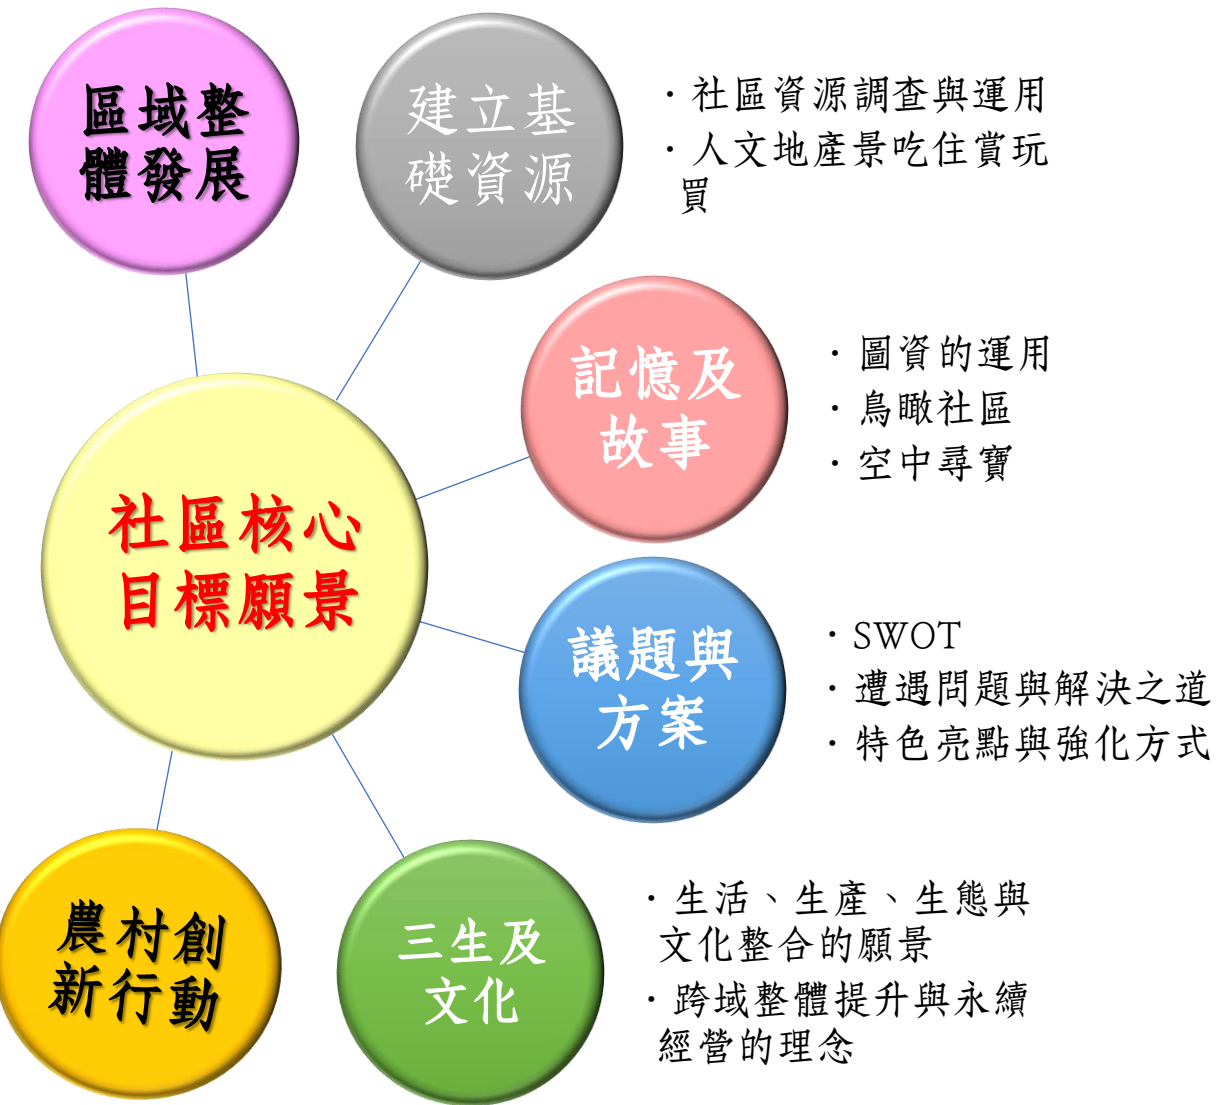 區域整
體發展
建立基
礎資源
·社區資源調查與運用
·人文地產景吃住賞玩
買
記憶及
故事
·圖資的運用
·鳥瞰社區
·空中尋寶
社區核心
目標願景
議題與
方案
·SWOT
·遭遇問題與解決之道
·特色亮點與強化方式
農村創
新行動
三生及
文化
·生活、生產、生態與
文化整合的願景
·跨域整體提升與永續
經營的理念